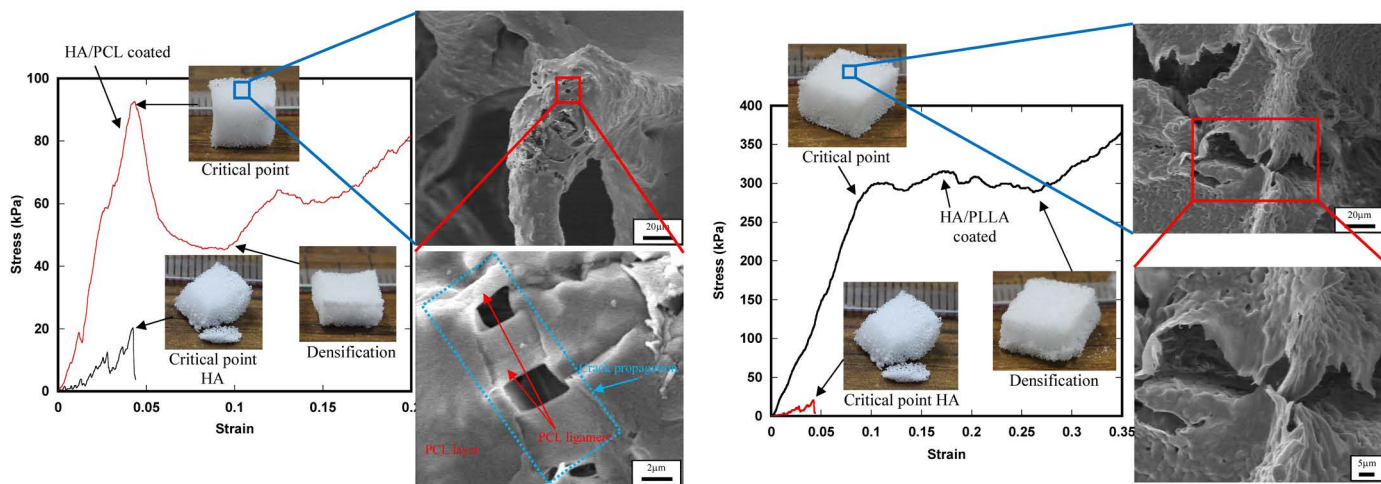 HA/PCL coated
100
80
60
40
20
0
Stress (kPa)
0
0.05
0.1
0.15
0.2
Strain
Critical point
Critical point
HA
Densification
20µm
Crack propagation
PCL ligament
PCL layer
2µm
400
350
300
250
200
150
100
50
0
Stress (kPa)
0
0.05
0.1
0.15
0.2
0.25
0.3
0.35
Strain
Critical point
HA/PLLA
coated
Critical point HA
Densification
20µm
5µm